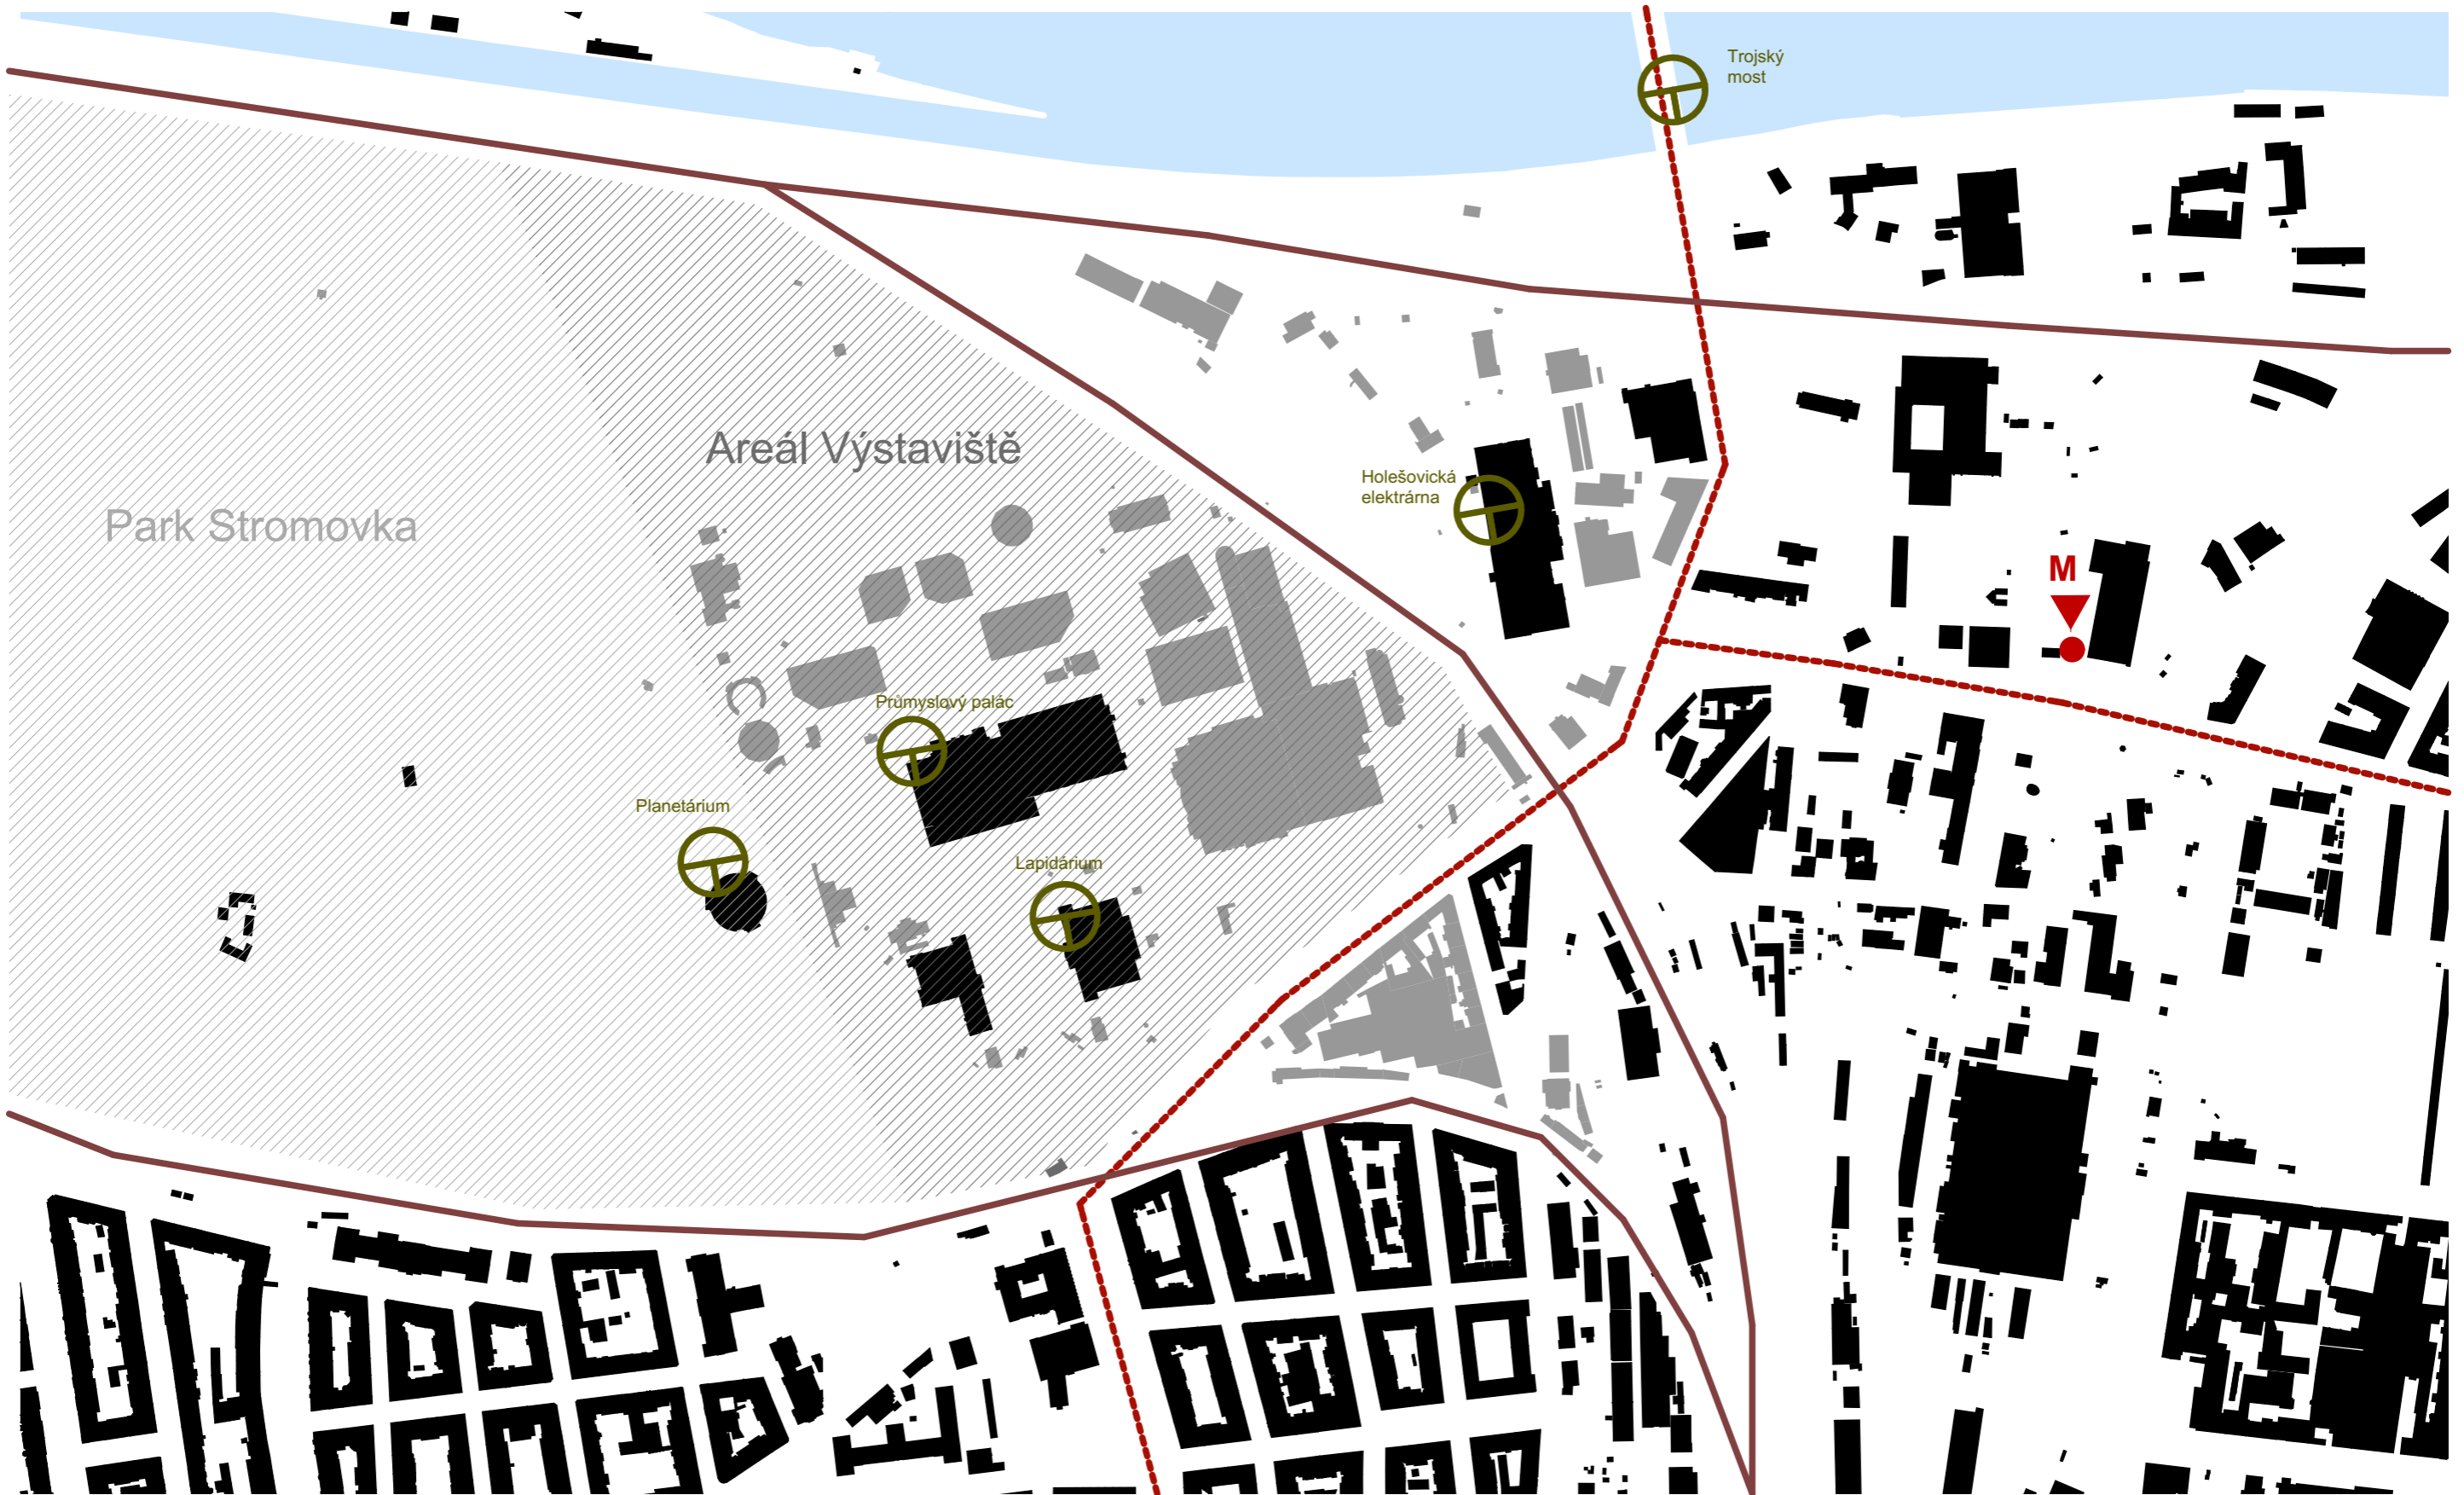 Trojský
most
Areál Výstaviště
Holešovická
elektrárna
Park Stromovka
M
Průmyslový palác
Planetárium
Lapidárium